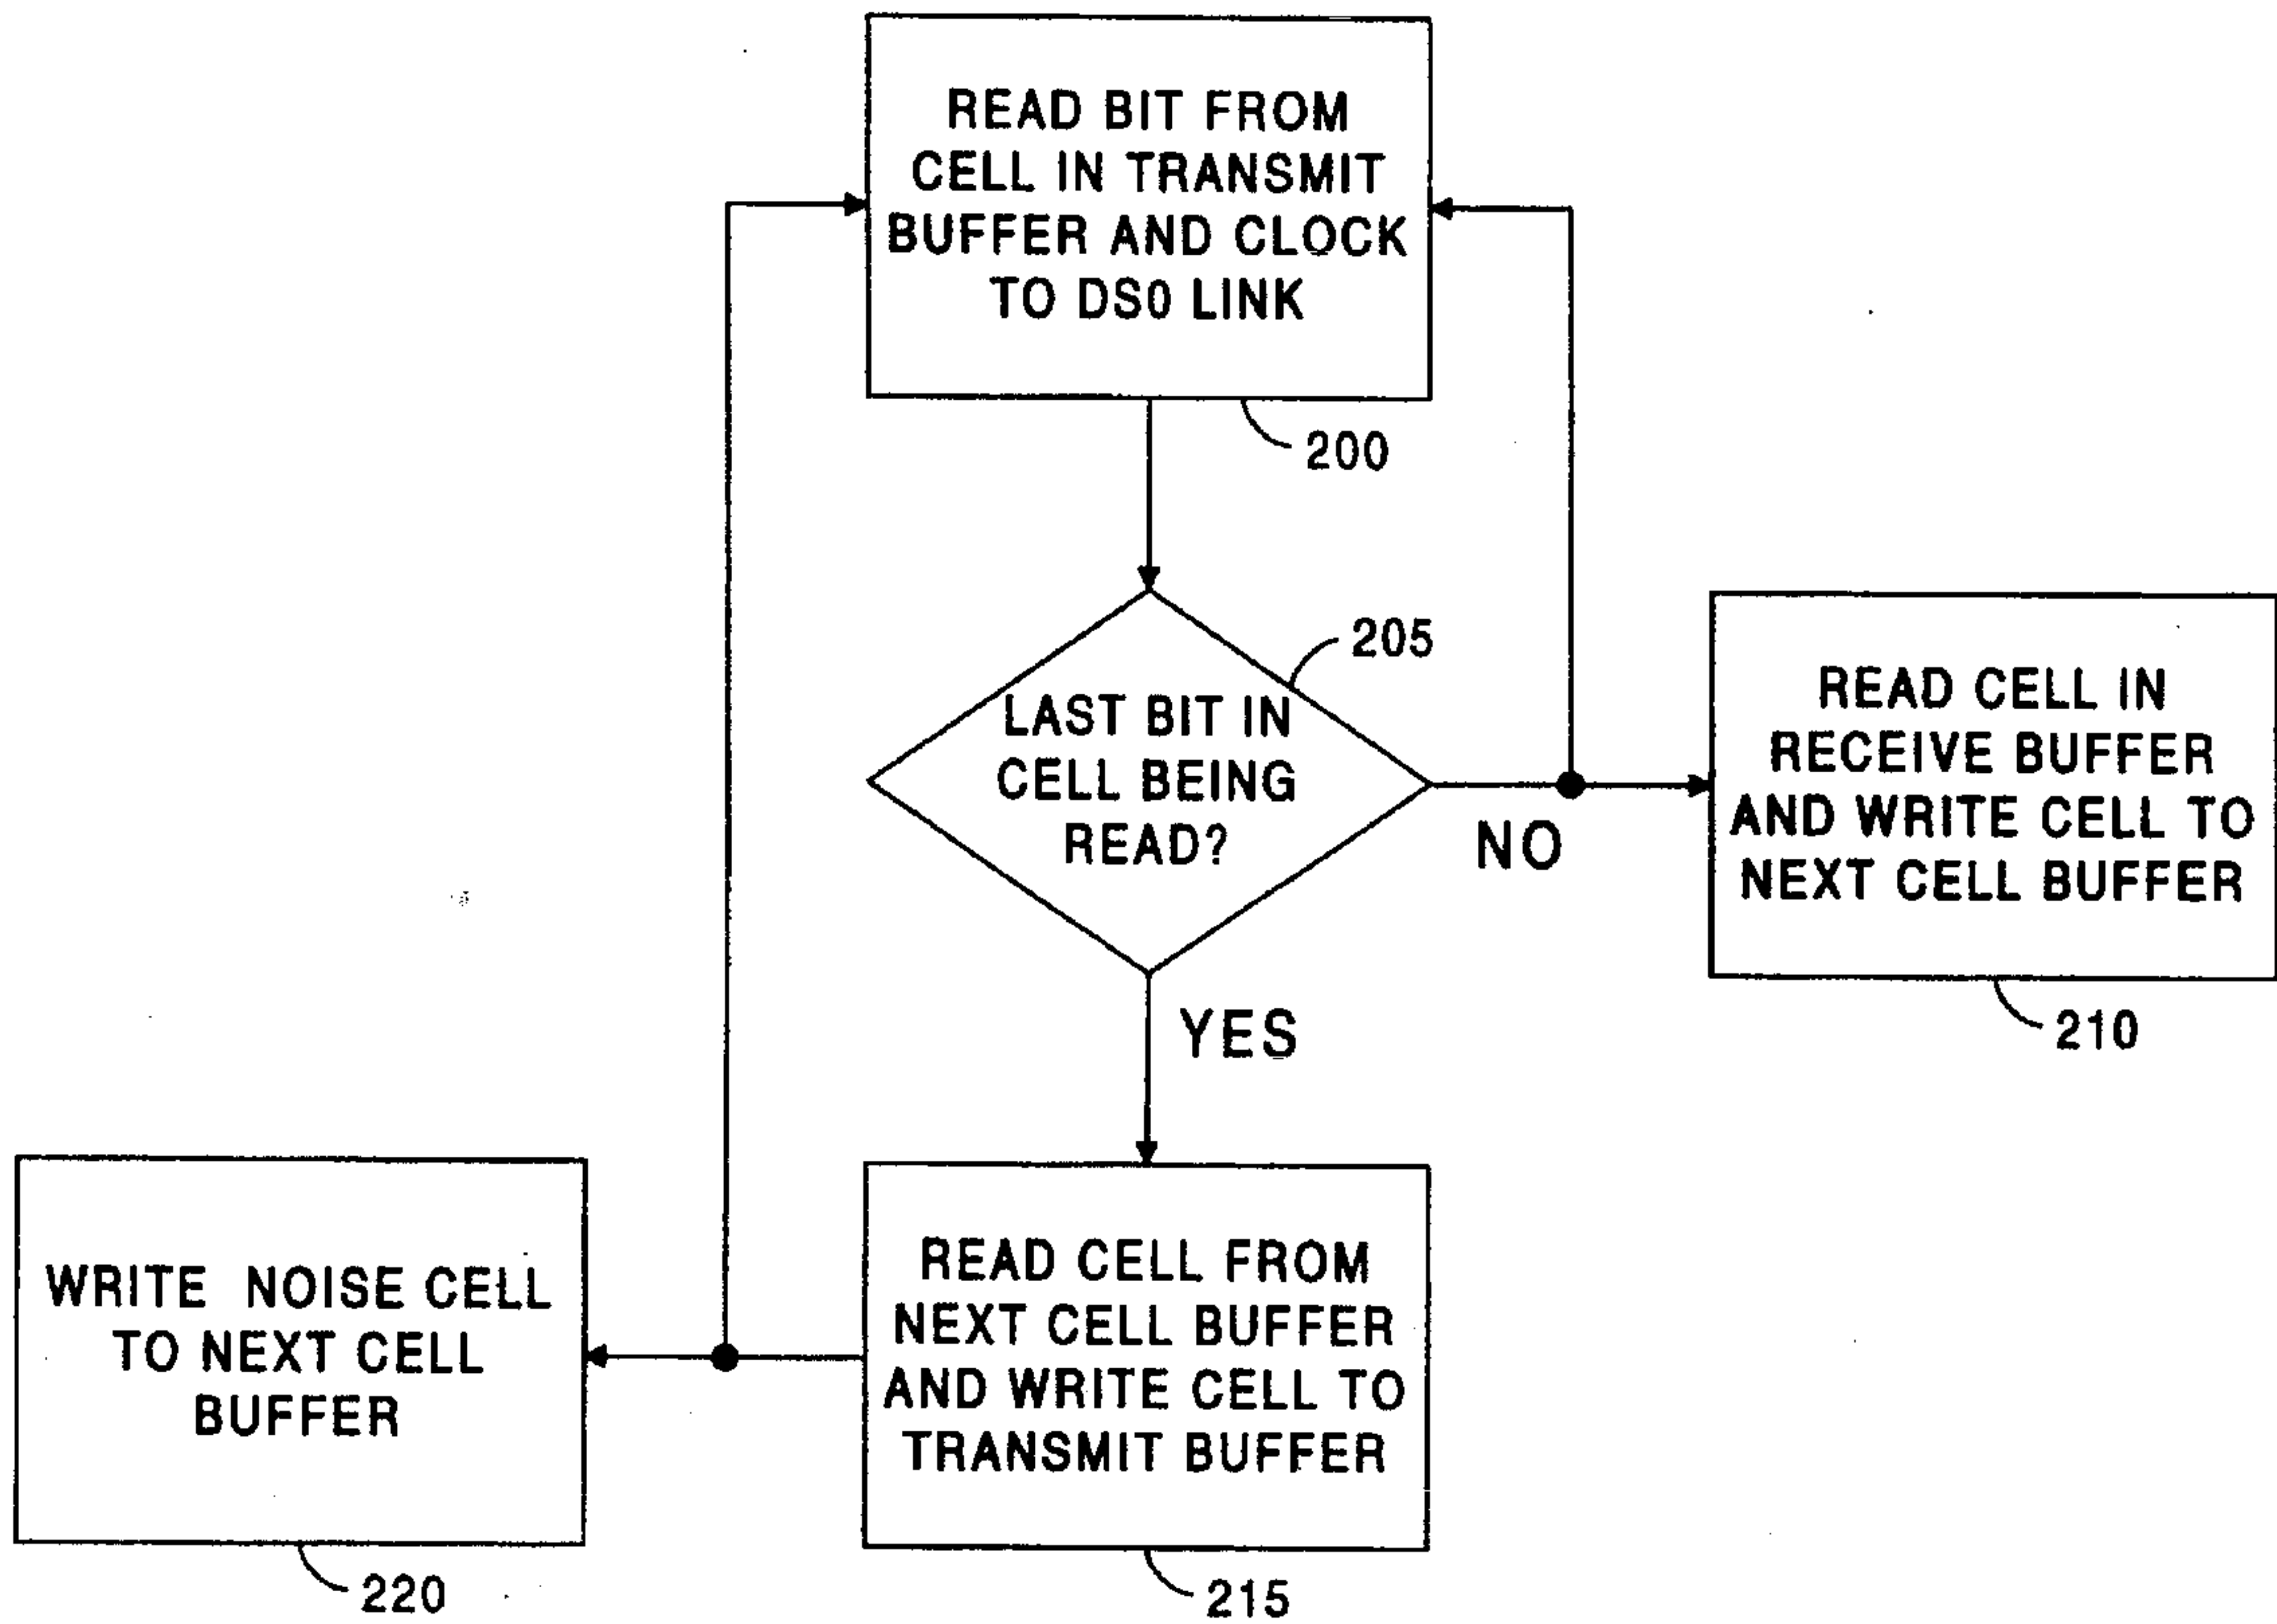 READ BIT FROM
CELL IN TRANSMIT
BUFFER AND CLOCK
TO DS0 LINK
200
205
LAST BIT IN
CELL BEING
READ?
NO
READ CELL IN
RECEIVE BUFFER
AND WRITE CELL TO
NEXT CELL BUFFER
210
YES
WRITE NOISE CELL
TO NEXT CELL
BUFFER
220
READ CELL FROM
NEXT CELL BUFFER
AND WRITE CELL TO
TRANSMIT BUFFER
215